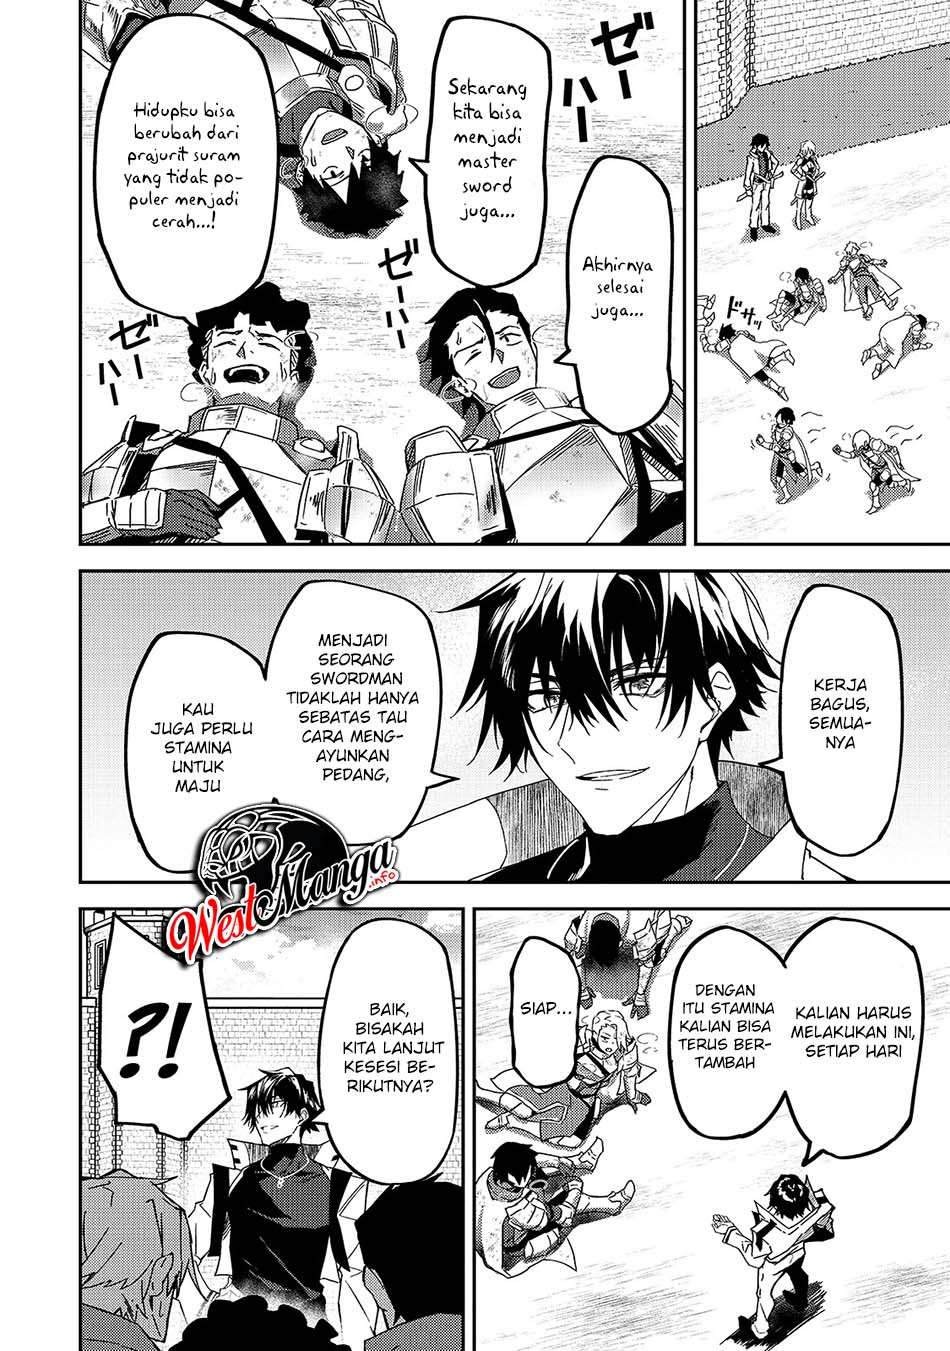 ドサッ
ゼー
ハー
Akhirnya
selesai
juga...
Sekarang
kita bisa
menjadi
master
sword
juga...
ゼー
ハー
Hidupku bisa
berubah dari
prajurit suram
yang tidak po-
puler menjadi
cerah...!
ゼー
ハー
KERJA
BAGUS,
SEMUA-
NYA
MENJADI
SEORANG
SWORDMAN
TIDAKLAH HANYA
SEBATAS TAU
CARA MENG-
AYUNKAN
PEDANG,
KAU
JUGA PERLU
STAMINA
UNTUK
MAJU
WestManga
.info
KALIAN HARUS
MELAKUKAN INI,
SETIAP HARI
DENGAN
ITU STAMINA
KALIAN BISA
TERUS BER-
TAMBAH
SIAP...
BAIK,
BISAKAH
KITA LANJUT
KESESI BE-
RIKUTNYA?
?!